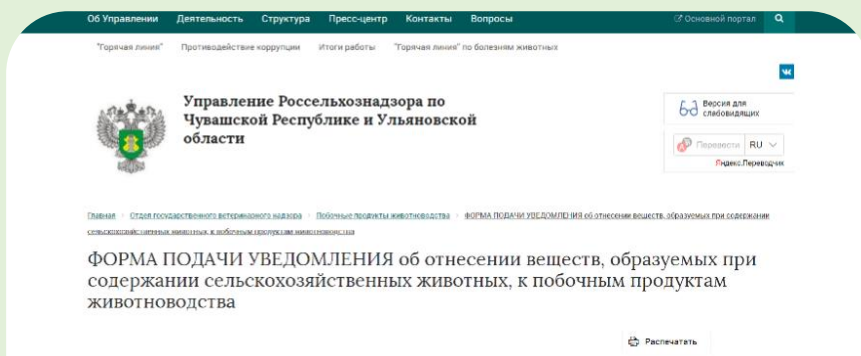 Об Управлении Деятельность Структура Пресс-центр Контакты Вопросы Основной портал
"Горячая линия" Противодействие коррупции Итоги работы "Горячая линия" по болезням животных
Управление Россельхознадзора по
Чувашской Республике и Ульяновской
области
Версия для
слабовидящих
Перевести RU
Яндекс.Переводчик
Главная Отдел государственного ветеринарного надзора Побочные продукты животноводства ФОРМА ПОДАЧИ УВЕДОМЛЕНИЯ об отнесении веществ, образуемых при содержании
сельскохозяйственных животных, к побочным продуктам животноводства
ФОРМА ПОДАЧИ УВЕДОМЛЕНИЯ об отнесении веществ, образуемых при
содержании сельскохозяйственных животных, к побочным продуктам
животноводства
Распечатать